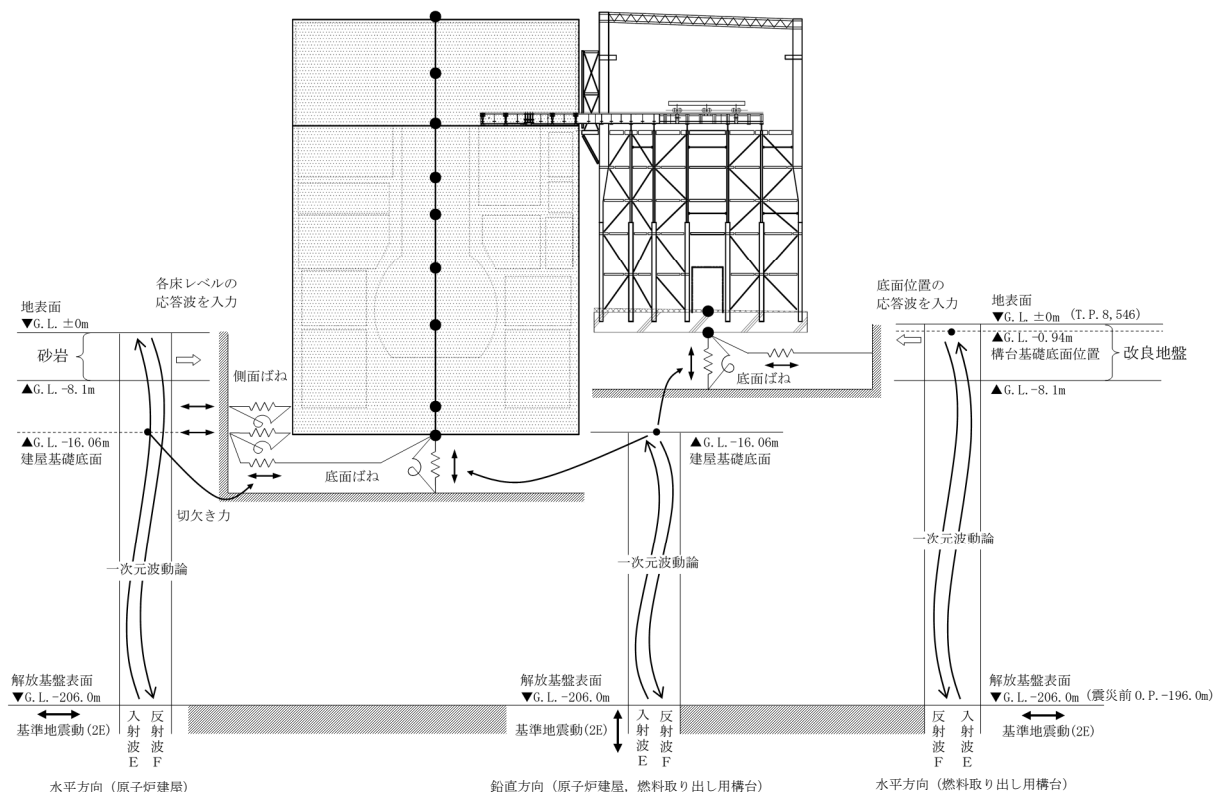 各床レベルの
応答波を入力
地表面
▼G.L.±0m
砂岩
▲G.L.-8.1m
▲G.L.-16.06m
建屋基礎底面
側面ばね
底面ばね
切欠き力
一次元波動論
解放基盤表面
▼G.L.-206.0m
基準地震動(2E)
入射波E
反射波F
水平方向（原子炉建屋）
底面ばね
▲G.L.-16.06m
建屋基礎底面
一次元波動論
解放基盤表面
▼G.L.-206.0m
基準地震動(2E)
入射波E
反射波F
鉛直方向（原子炉建屋，燃料取り出し用構台）
底面位置の
応答波を入力
地表面
▼G.L.±0m (T.P.8,546)
▲G.L.-0.94m
構台基礎底面位置
改良地盤
▲G.L.-8.1m
一次元波動論
解放基盤表面
▼G.L.-206.0m (震災前O.P.-196.0m)
反射波F
入射波E
基準地震動(2E)
水平方向（燃料取り出し用構台）